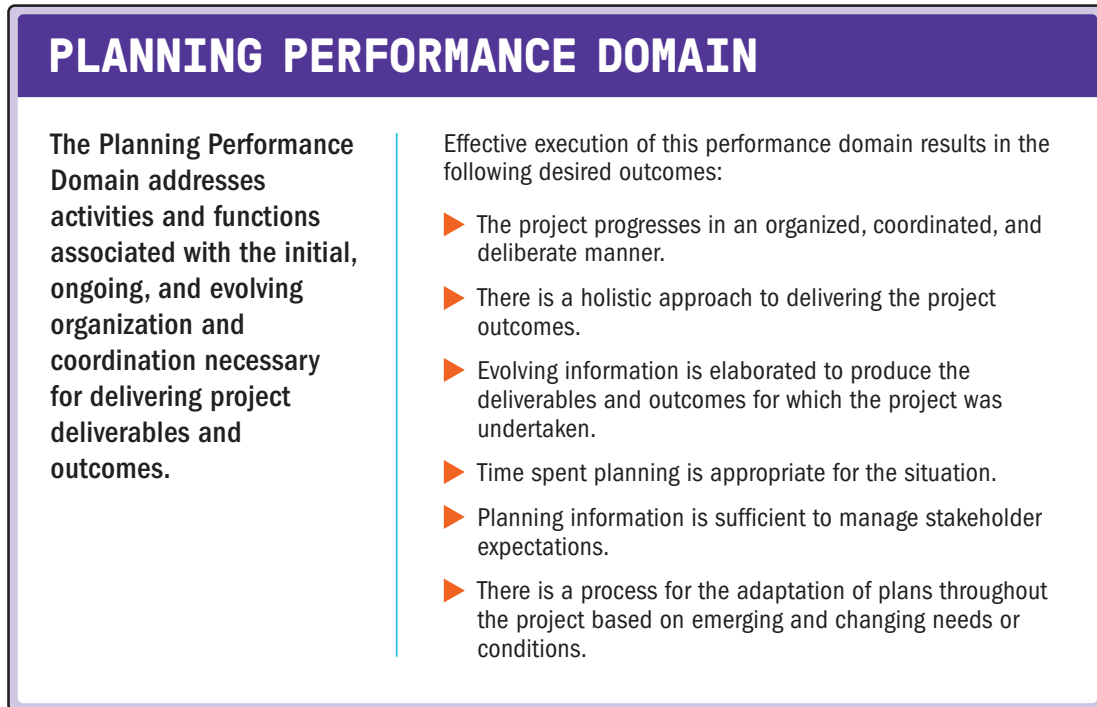 PLANNING PERFORMANCE DOMAIN
The Planning Performance
Domain addresses
activities and functions
associated with the initial,
ongoing, and evolving
organization and
coordination necessary
for delivering project
deliverables and
outcomes.
Effective execution of this performance domain results in the
following desired outcomes:
The project progresses in an organized, coordinated, and
deliberate manner.
There is a holistic approach to delivering the project
outcomes.
Evolving information is elaborated to produce the
deliverables and outcomes for which the project was
undertaken.
Time spent planning is appropriate for the situation.
Planning information is sufficient to manage stakeholder
expectations.
There is a process for the adaptation of plans throughout
the project based on emerging and changing needs or
conditions.